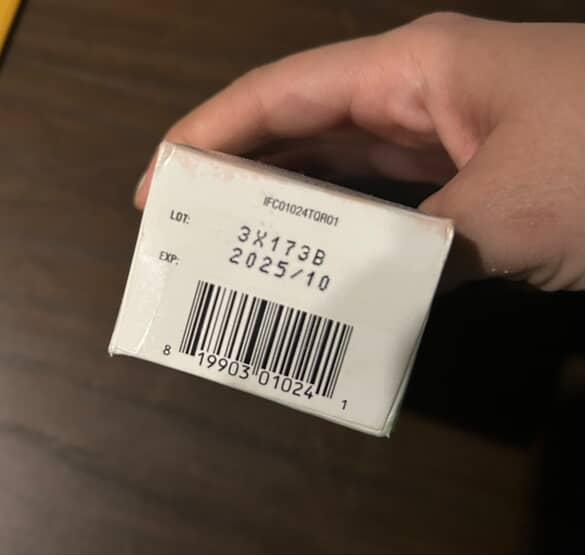 IFC01024TQR01
LOT: 3X173B
EXP: 2025/10
8 19903 01024 1